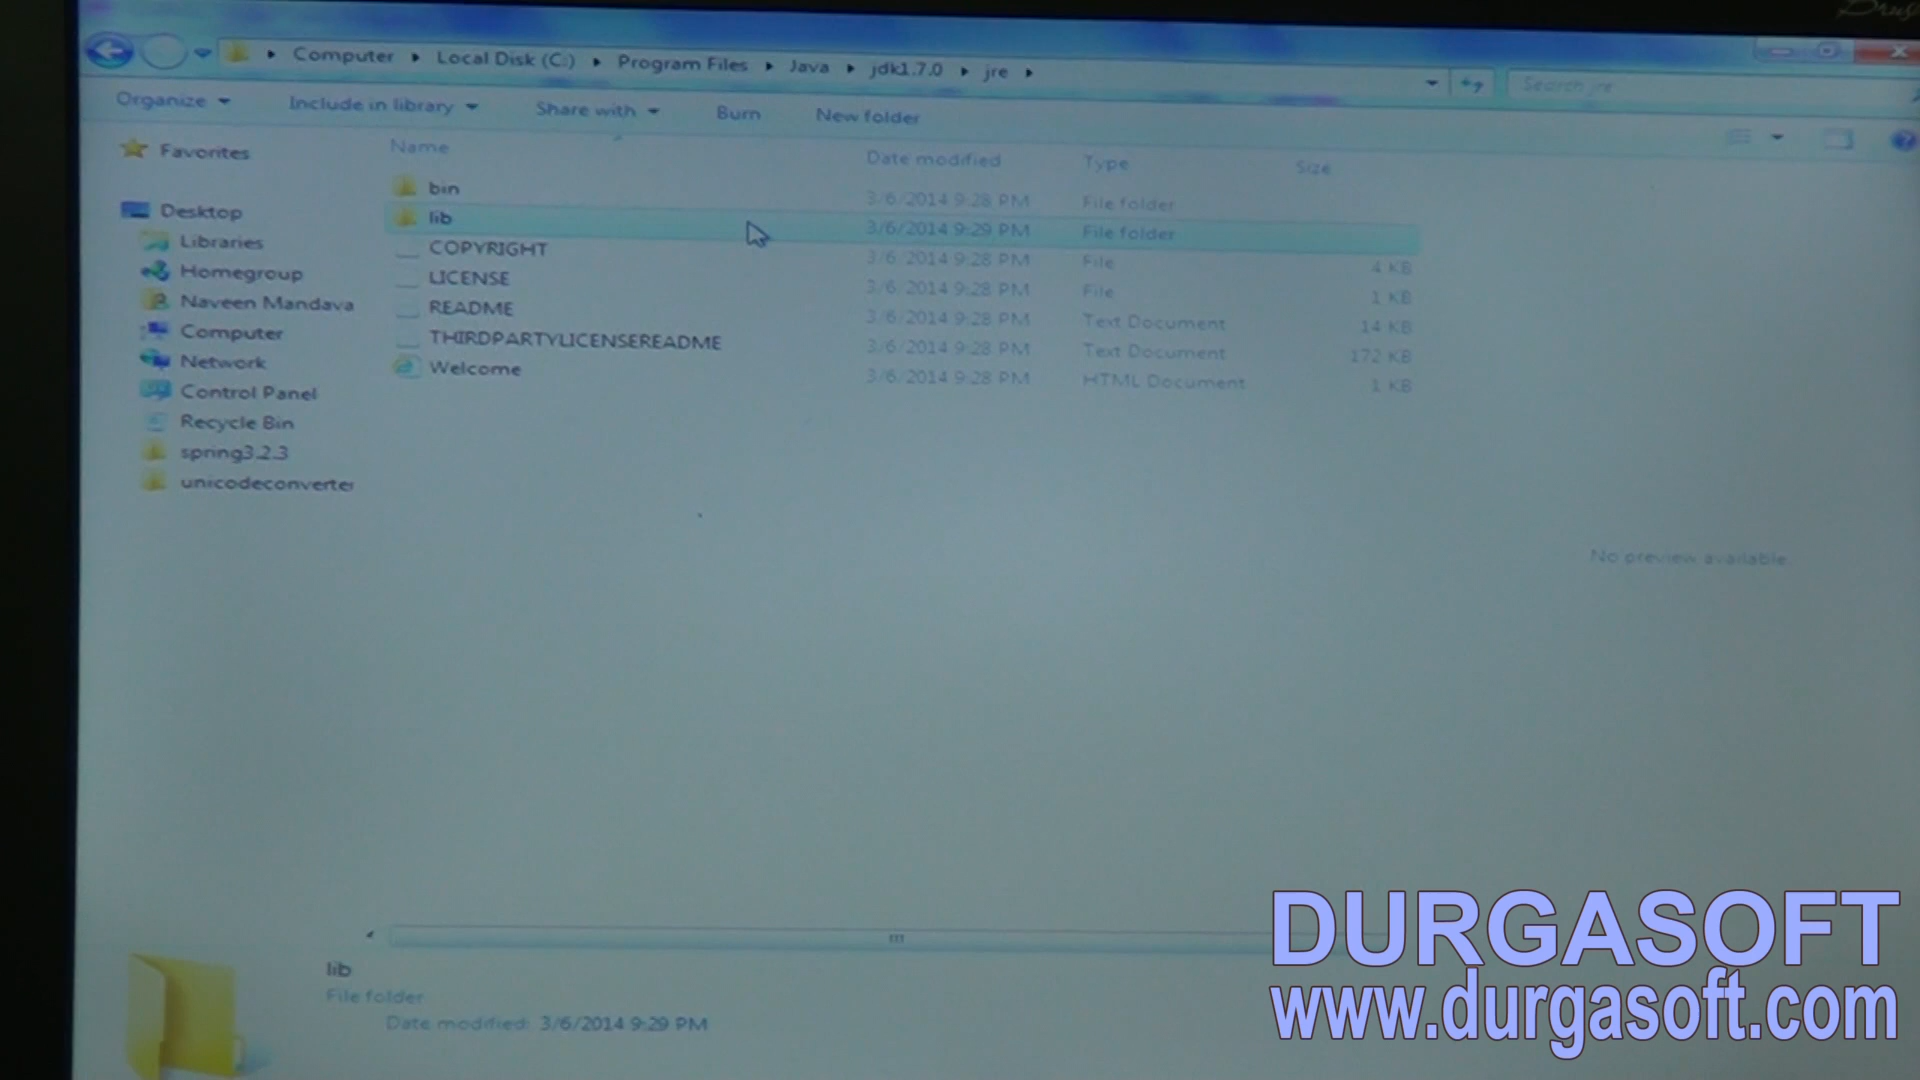 Computer ▸ Local Disk (C:) ▸ Program Files ▸ Java ▸ jdk1.7.0 ▸ jre ▸
Search jre
Organize Include in library Share with Burn New folder
Name Date modified Type Size
bin 3/6/2014 9:28 PM File folder
lib 3/6/2014 9:29 PM File folder
COPYRIGHT 3/6/2014 9:28 PM File 4 KB
LICENSE 3/6/2014 9:28 PM File 1 KB
README 3/6/2014 9:28 PM Text Document 14 KB
THIRDPARTYLICENSEREADME 3/6/2014 9:28 PM Text Document 172 KB
Welcome 3/6/2014 9:28 PM HTML Document 1 KB
Favorites
Desktop
Libraries
Homegroup
Naveen Mandava
Computer
Network
Control Panel
Recycle Bin
spring3.2.3
unicodeconverter
No preview available
lib
File folder
Date modified: 3/6/2014 9:29 PM
DURGASOFT
www.durgasoft.com